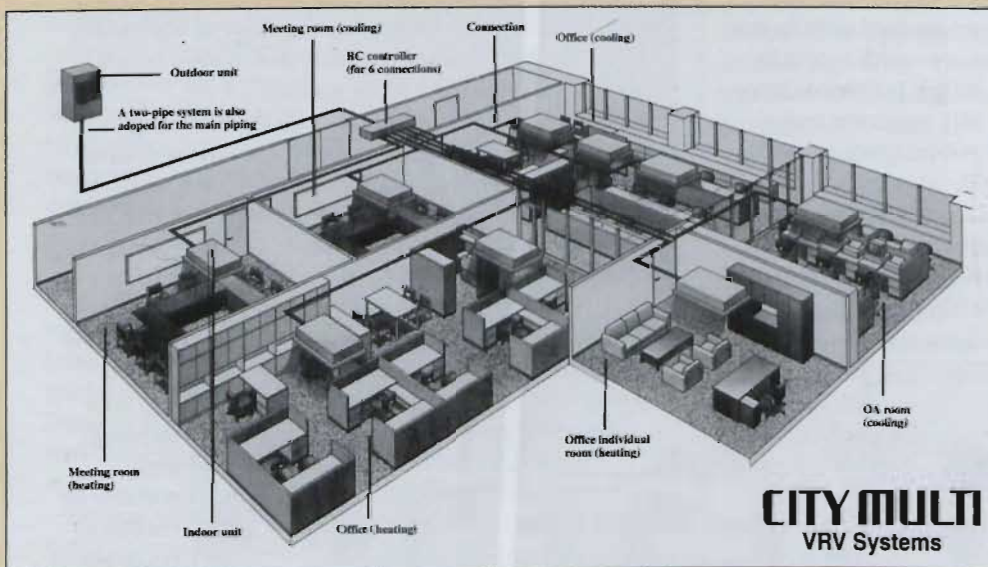 Meeting room (cooling)
Connection
Office (cooling)
BC controller
(for 6 connections)
Outdoor unit
A two-pipe system is also
adoped for the main piping
OA room
(cooling)
Office individual
room (heating)
Meeting room
(heating)
Indoor unit
Office (heating)
CITY MULTI
VRV Systems